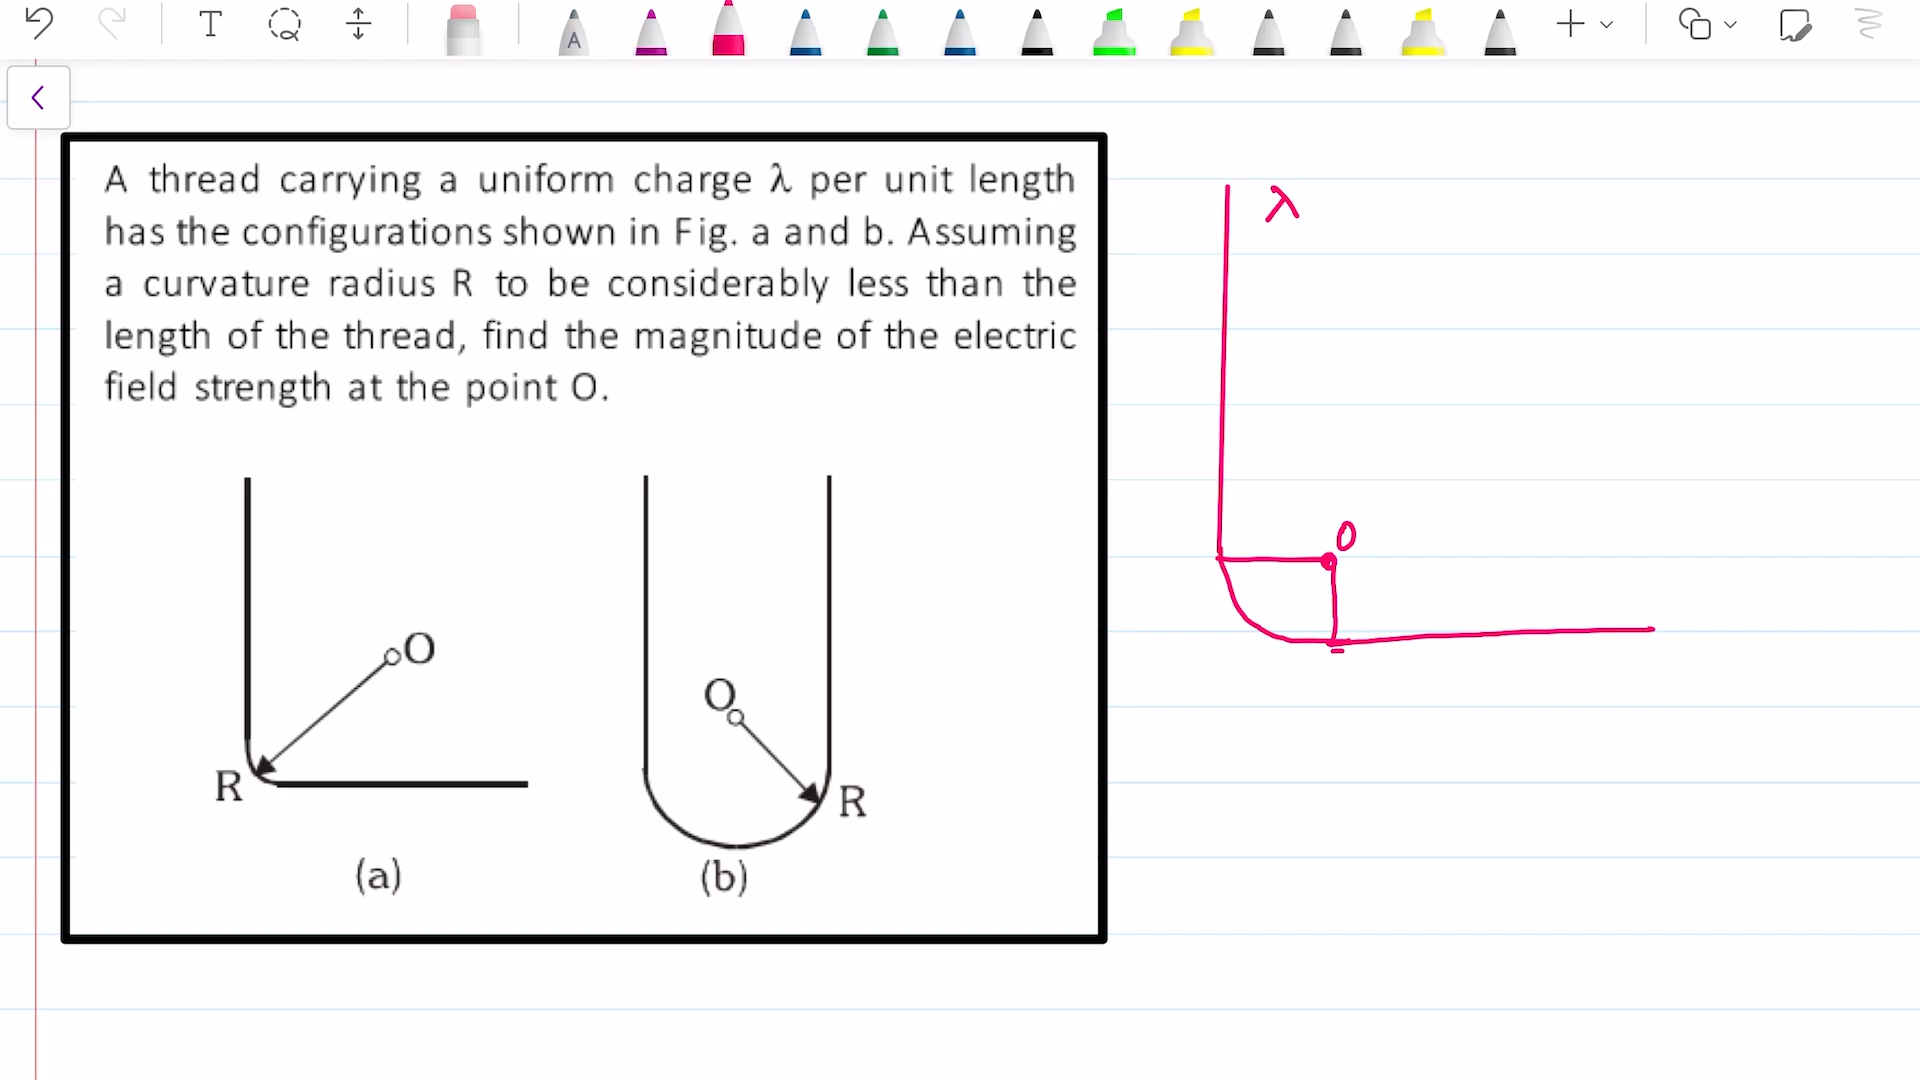 T
A
A thread carrying a uniform charge λ per unit length
has the configurations shown in Fig. a and b. Assuming
a curvature radius R to be considerably less than the
length of the thread, find the magnitude of the electric
field strength at the point O.
O
R
(a)
O
R
(b)
λ
O